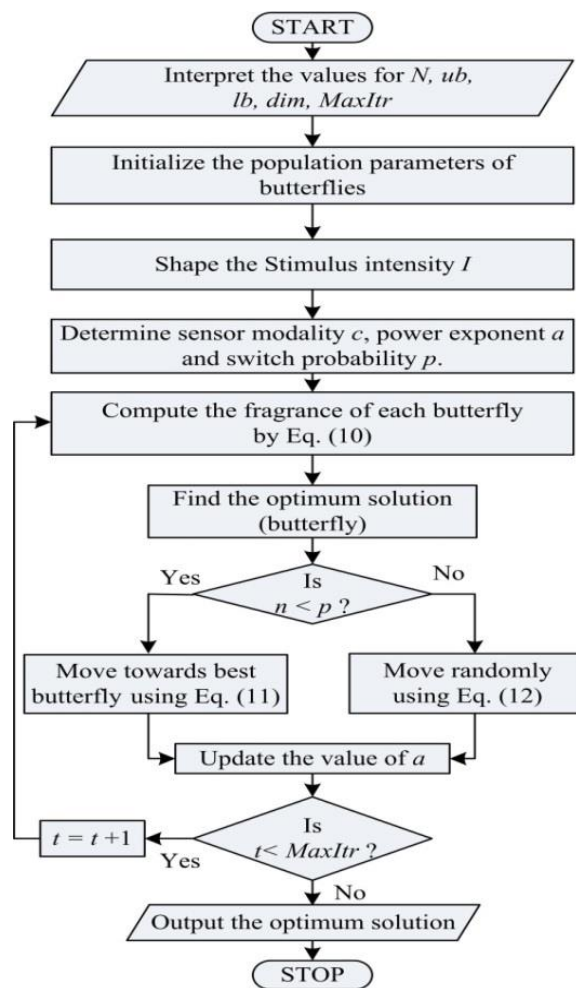 START
Interpret the values for N, ub,
lb, dim, MaxItr
Initialize the population parameters of
butterflies
Shape the Stimulus intensity I
Determine sensor modality c, power exponent a
and switch probability p.
Compute the fragrance of each butterfly
by Eq. (10)
Find the optimum solution
(butterfly)
Yes
Is
n < p ?
No
Move towards best
butterfly using Eq. (11)
Move randomly
using Eq. (12)
Update the value of a
t = t +1
Yes
Is
t< MaxItr ?
No
Output the optimum solution
STOP